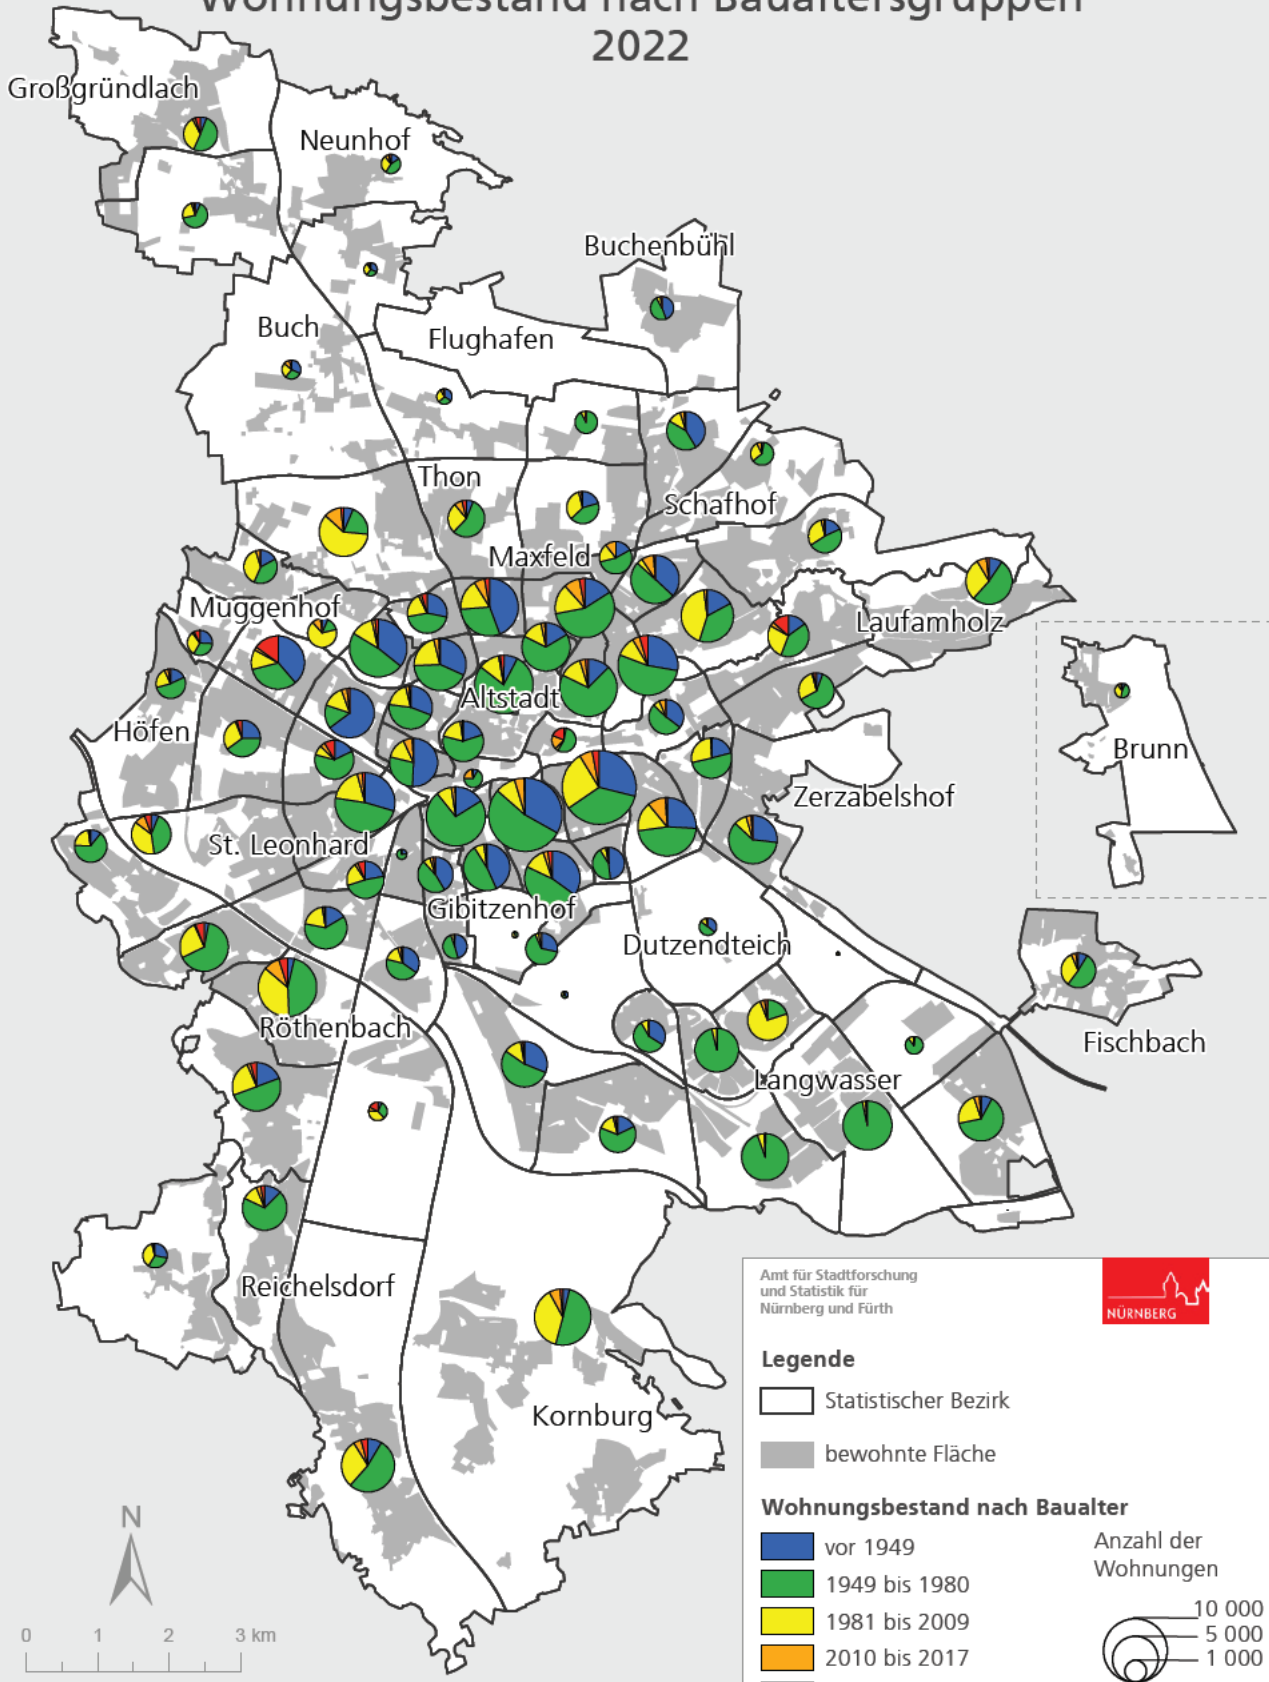 Wohnungsbestand nach Baualtersgruppen
2022
Großgründlach
Neunhof
Buchenbühl
Buch
Flughafen
Thon
Schafhof
Maxfeld
Muggenhof
Laufamholz
Altstadt
Höfen
Brunn
Zerzabelshof
St. Leonhard
Gibitzenhof
Dutzendteich
Röthenbach
Fischbach
Langwasser
Reichelsdorf
Kornburg
Amt für Stadtforschung
und Statistik für
Nürnberg und Fürth
NÜRNBERG
Legende
Statistischer Bezirk
bewohnte Fläche
Wohnungsbestand nach Baualter
vor 1949
1949 bis 1980
1981 bis 2009
2010 bis 2017
Anzahl der
Wohnungen
10 000
5 000
1 000
N
0 1 2 3 km